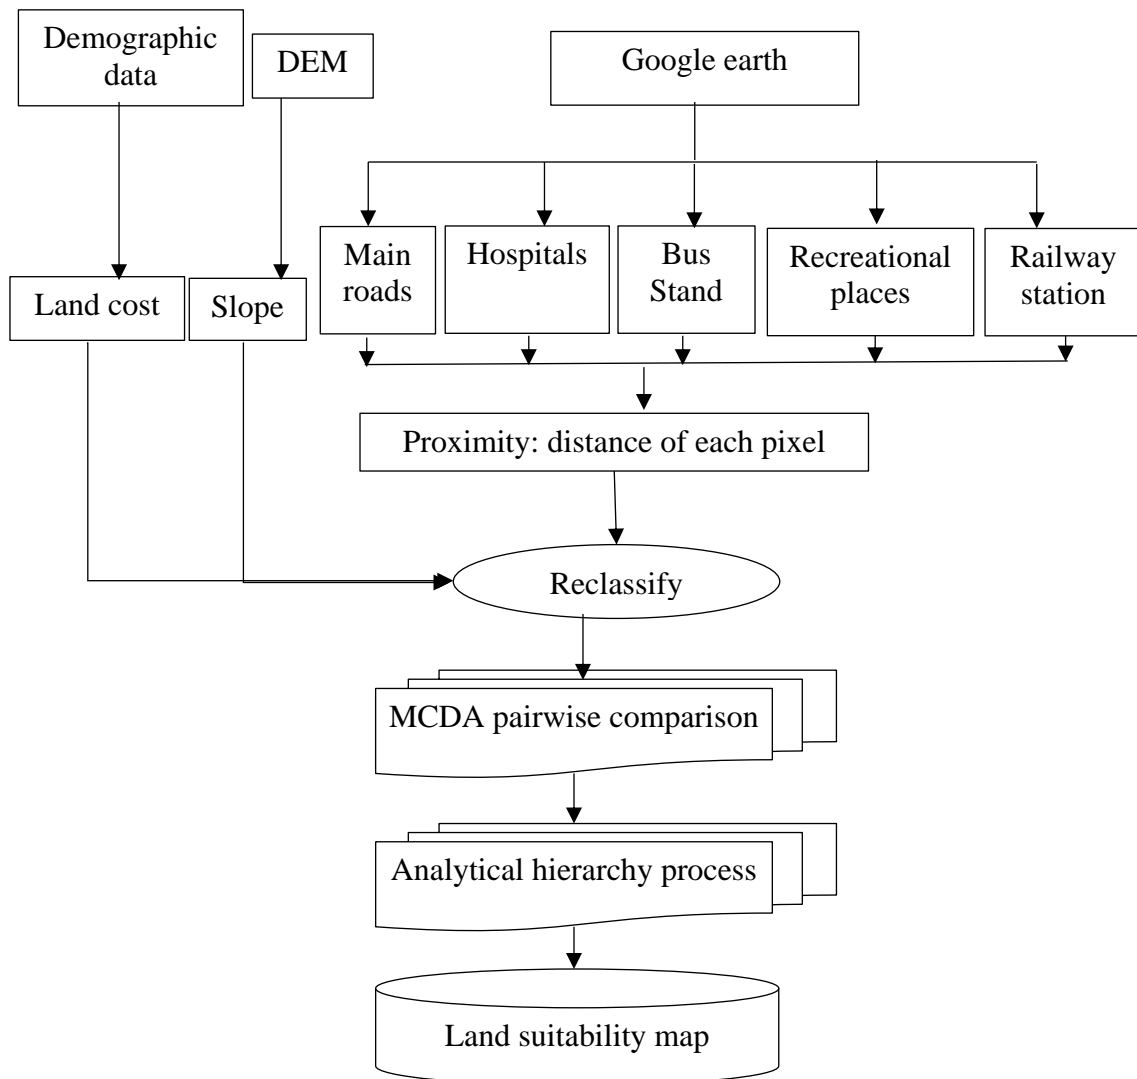 Demographic
data
DEM
Google earth
Main
roads
Hospitals
Bus
Stand
Recreational
places
Railway
station
Land cost
Slope
Proximity: distance of each pixel
Reclassify
MCDA pairwise comparison
Analytical hierarchy process
Land suitability map